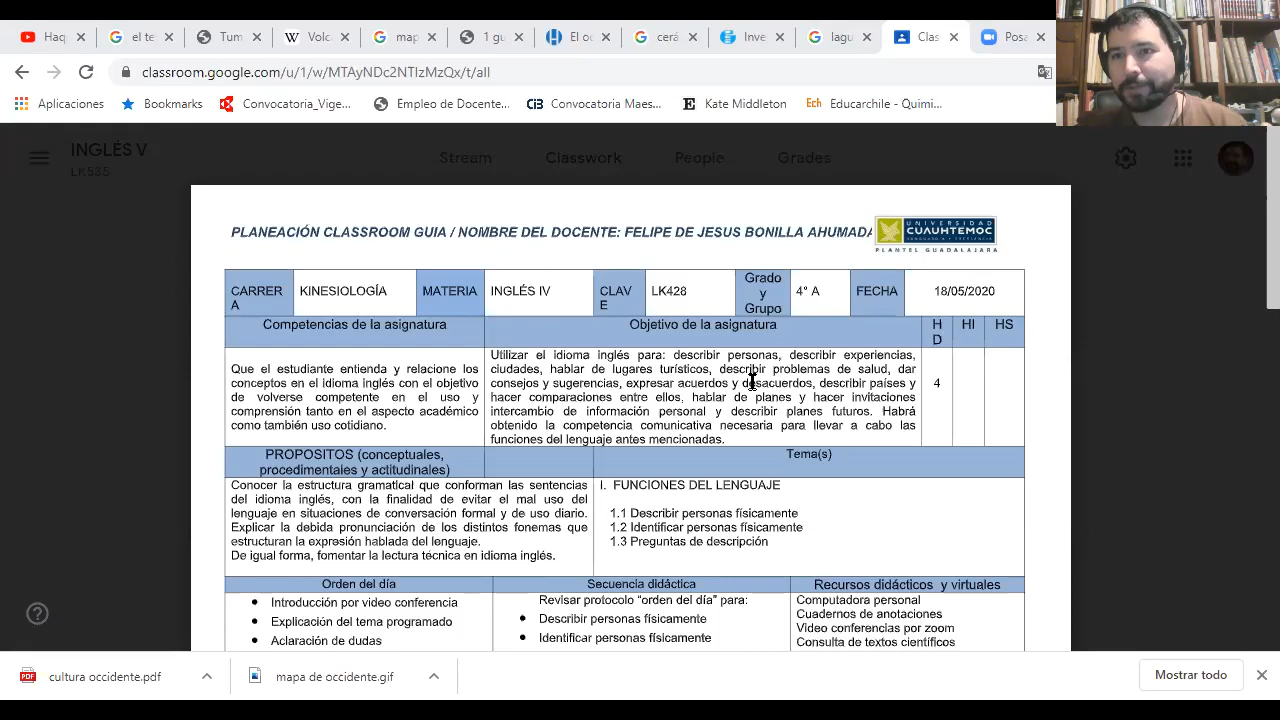 Haq
el te
Tum
Volc
map
1 gu
El oc
cerá
Inve
lagu
Clas
Posa
classroom.google.com/u/1/w/MTAyNDc2NTIzMzQx/t/all
Aplicaciones
Bookmarks
Convocatoria_Vige...
Empleo de Docente...
Convocatoria Maes...
Kate Middleton
Educarchile - Quimi...
INGLÉS V
LK535
Stream
Classwork
People
Grades
PLANEACIÓN CLASSROOM GUIA / NOMBRE DEL DOCENTE: FELIPE DE JESUS BONILLA AHUMADA
UNIVERSIDAD
CUAUHTEMOC
PLANTEL GUADALAJARA
CARRER
A
KINESIOLOGÍA
MATERIA
INGLÉS IV
CLAV
E
LK428
Grado
y
Grupo
4° A
FECHA
18/05/2020
Competencias de la asignatura
Objetivo de la asignatura
H
D
HI
HS
Que el estudiante entienda y relacione los
conceptos en el idioma inglés con el objetivo
de volverse competente en el uso y
comprensión tanto en el aspecto académico
como también uso cotidiano.
Utilizar el idioma inglés para: describir personas, describir experiencias,
ciudades, hablar de lugares turísticos, describir problemas de salud, dar
consejos y sugerencias, expresar acuerdos y desacuerdos, describir países y
hacer comparaciones entre ellos, hablar de planes y hacer invitaciones
intercambio de información personal y describir planes futuros. Habrá
obtenido la competencia comunicativa necesaria para llevar a cabo las
funciones del lenguaje antes mencionadas.
4
PROPOSITOS (conceptuales,
procedimentales y actitudinales)
Tema(s)
Conocer la estructura gramatical que conforman las sentencias
del idioma inglés, con la finalidad de evitar el mal uso del
lenguaje en situaciones de conversación formal y de uso diario.
Explicar la debida pronunciación de los distintos fonemas que
estructuran la expresión hablada del lenguaje.
De igual forma, fomentar la lectura técnica en idioma inglés.
I. FUNCIONES DEL LENGUAJE
1.1 Describir personas físicamente
1.2 Identificar personas físicamente
1.3 Preguntas de descripción
Orden del día
Secuencia didáctica
Recursos didácticos y virtuales
• Introducción por video conferencia
• Explicación del tema programado
• Aclaración de dudas
Revisar protocolo "orden del día" para:
• Describir personas físicamente
• Identificar personas físicamente
Computadora personal
Cuadernos de anotaciones
Video conferencias por zoom
Consulta de textos científicos
cultura occidente.pdf
mapa de occidente.gif
Mostrar todo